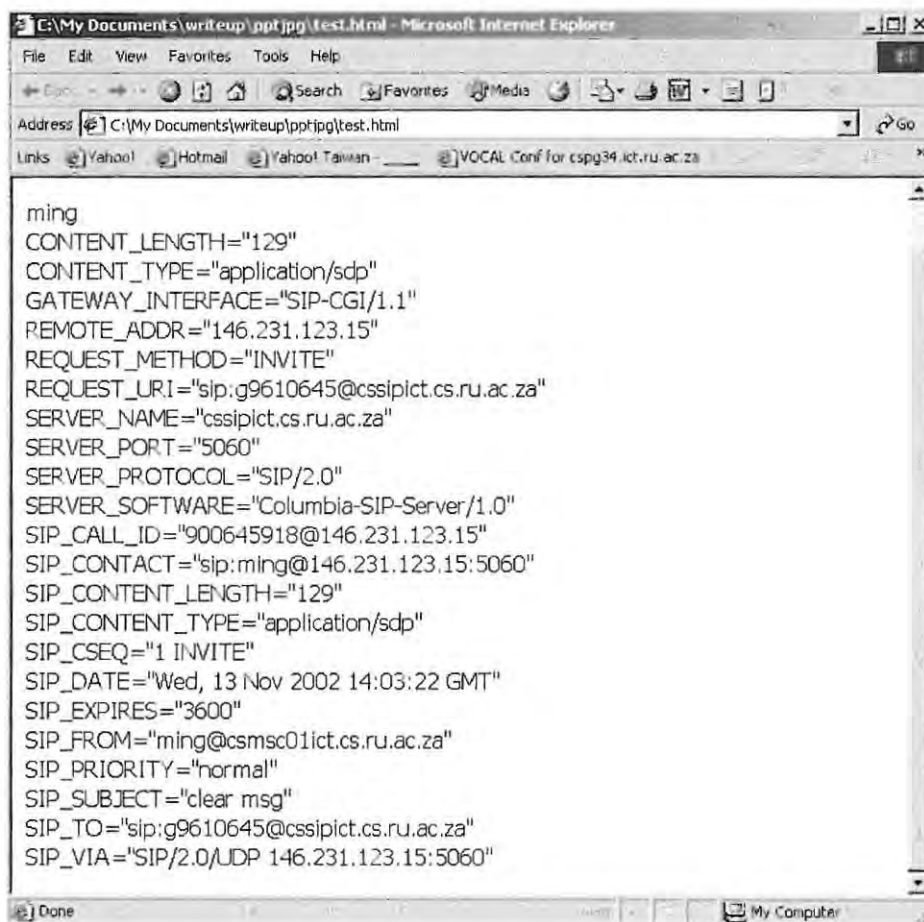 C:\My Documents\writeup\pptjpg\test.html - Microsoft Internet Explorer
File Edit View Favorites Tools Help
Search Favorites Media
Address C:\My Documents\writeup\pptjpg\test.html Go
Links Yahoo! Hotmail Yahoo! Taiwan - VOCAL Conf for cspg34.ict.ru.ac.za
ming
CONTENT_LENGTH="129"
CONTENT_TYPE="application/sdp"
GATEWAY_INTERFACE="SIP-CGI/1.1"
REMOTE_ADDR="146.231.123.15"
REQUEST_METHOD="INVITE"
REQUEST_URI="sip:g9610645@cssipict.cs.ru.ac.za"
SERVER_NAME="cssipict.cs.ru.ac.za"
SERVER_PORT="5060"
SERVER_PROTOCOL="SIP/2.0"
SERVER_SOFTWARE="Columbia-SIP-Server/1.0"
SIP_CALL_ID="900645918@146.231.123.15"
SIP_CONTACT="sip:ming@146.231.123.15:5060"
SIP_CONTENT_LENGTH="129"
SIP_CONTENT_TYPE="application/sdp"
SIP_CSEQ="1 INVITE"
SIP_DATE="Wed, 13 Nov 2002 14:03:22 GMT"
SIP_EXPIRES="3600"
SIP_FROM="ming@csmsc01ict.cs.ru.ac.za"
SIP_PRIORITY="normal"
SIP_SUBJECT="clear msg"
SIP_TO="sip:g9610645@cssipict.cs.ru.ac.za"
SIP_VIA="SIP/2.0/UDP 146.231.123.15:5060"
Done My Computer